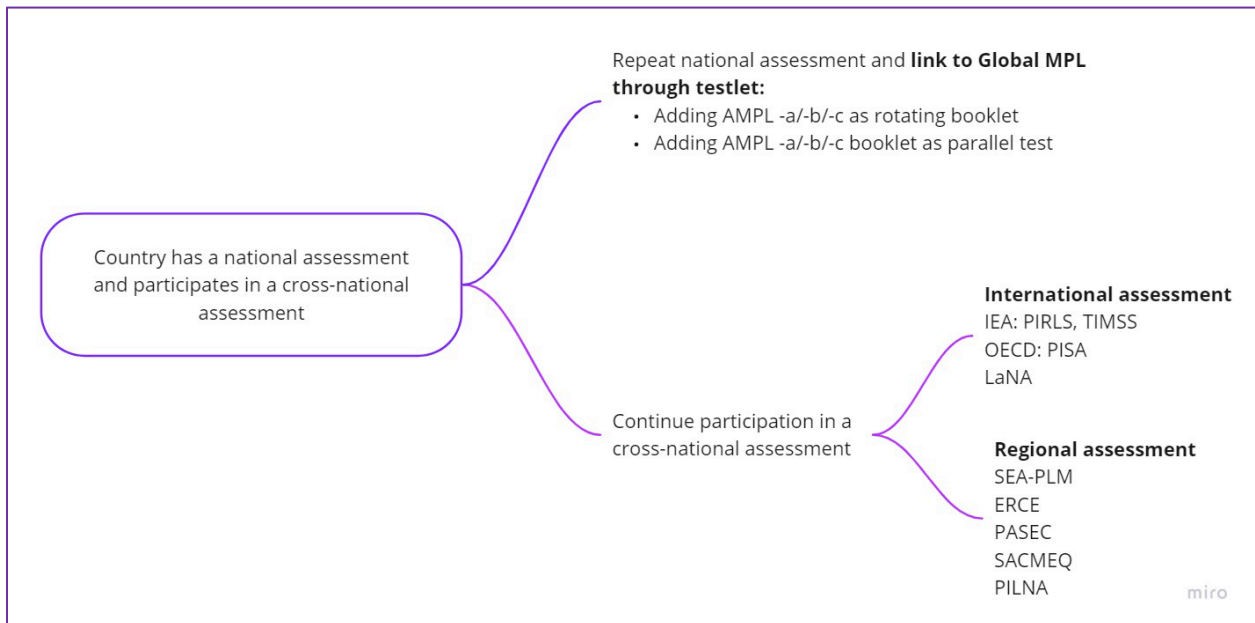 Repeat national assessment and link to Global MPL
through testlet:
• Adding AMPL -a/-b/-c as rotating booklet
• Adding AMPL -a/-b/-c booklet as parallel test
Country has a national assessment
and participates in a cross-national
assessment
Continue participation in a
cross-national assessment
International assessment
IEA: PIRLS, TIMSS
OECD: PISA
LaNA
Regional assessment
SEA-PLM
ERCE
PASEC
SACMEQ
PILNA
miro